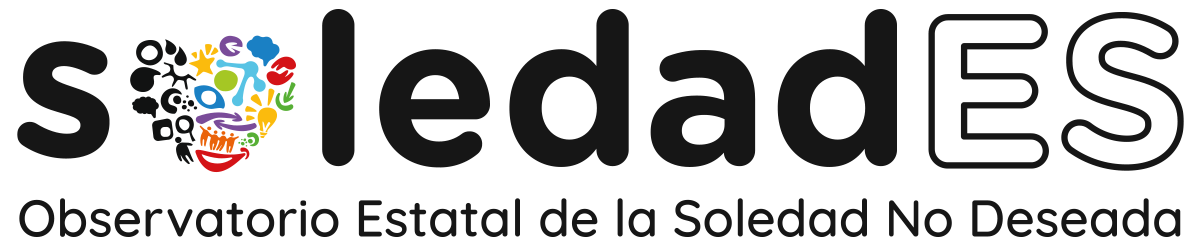 soledadES
Observatorio Estatal de la Soledad No Deseada